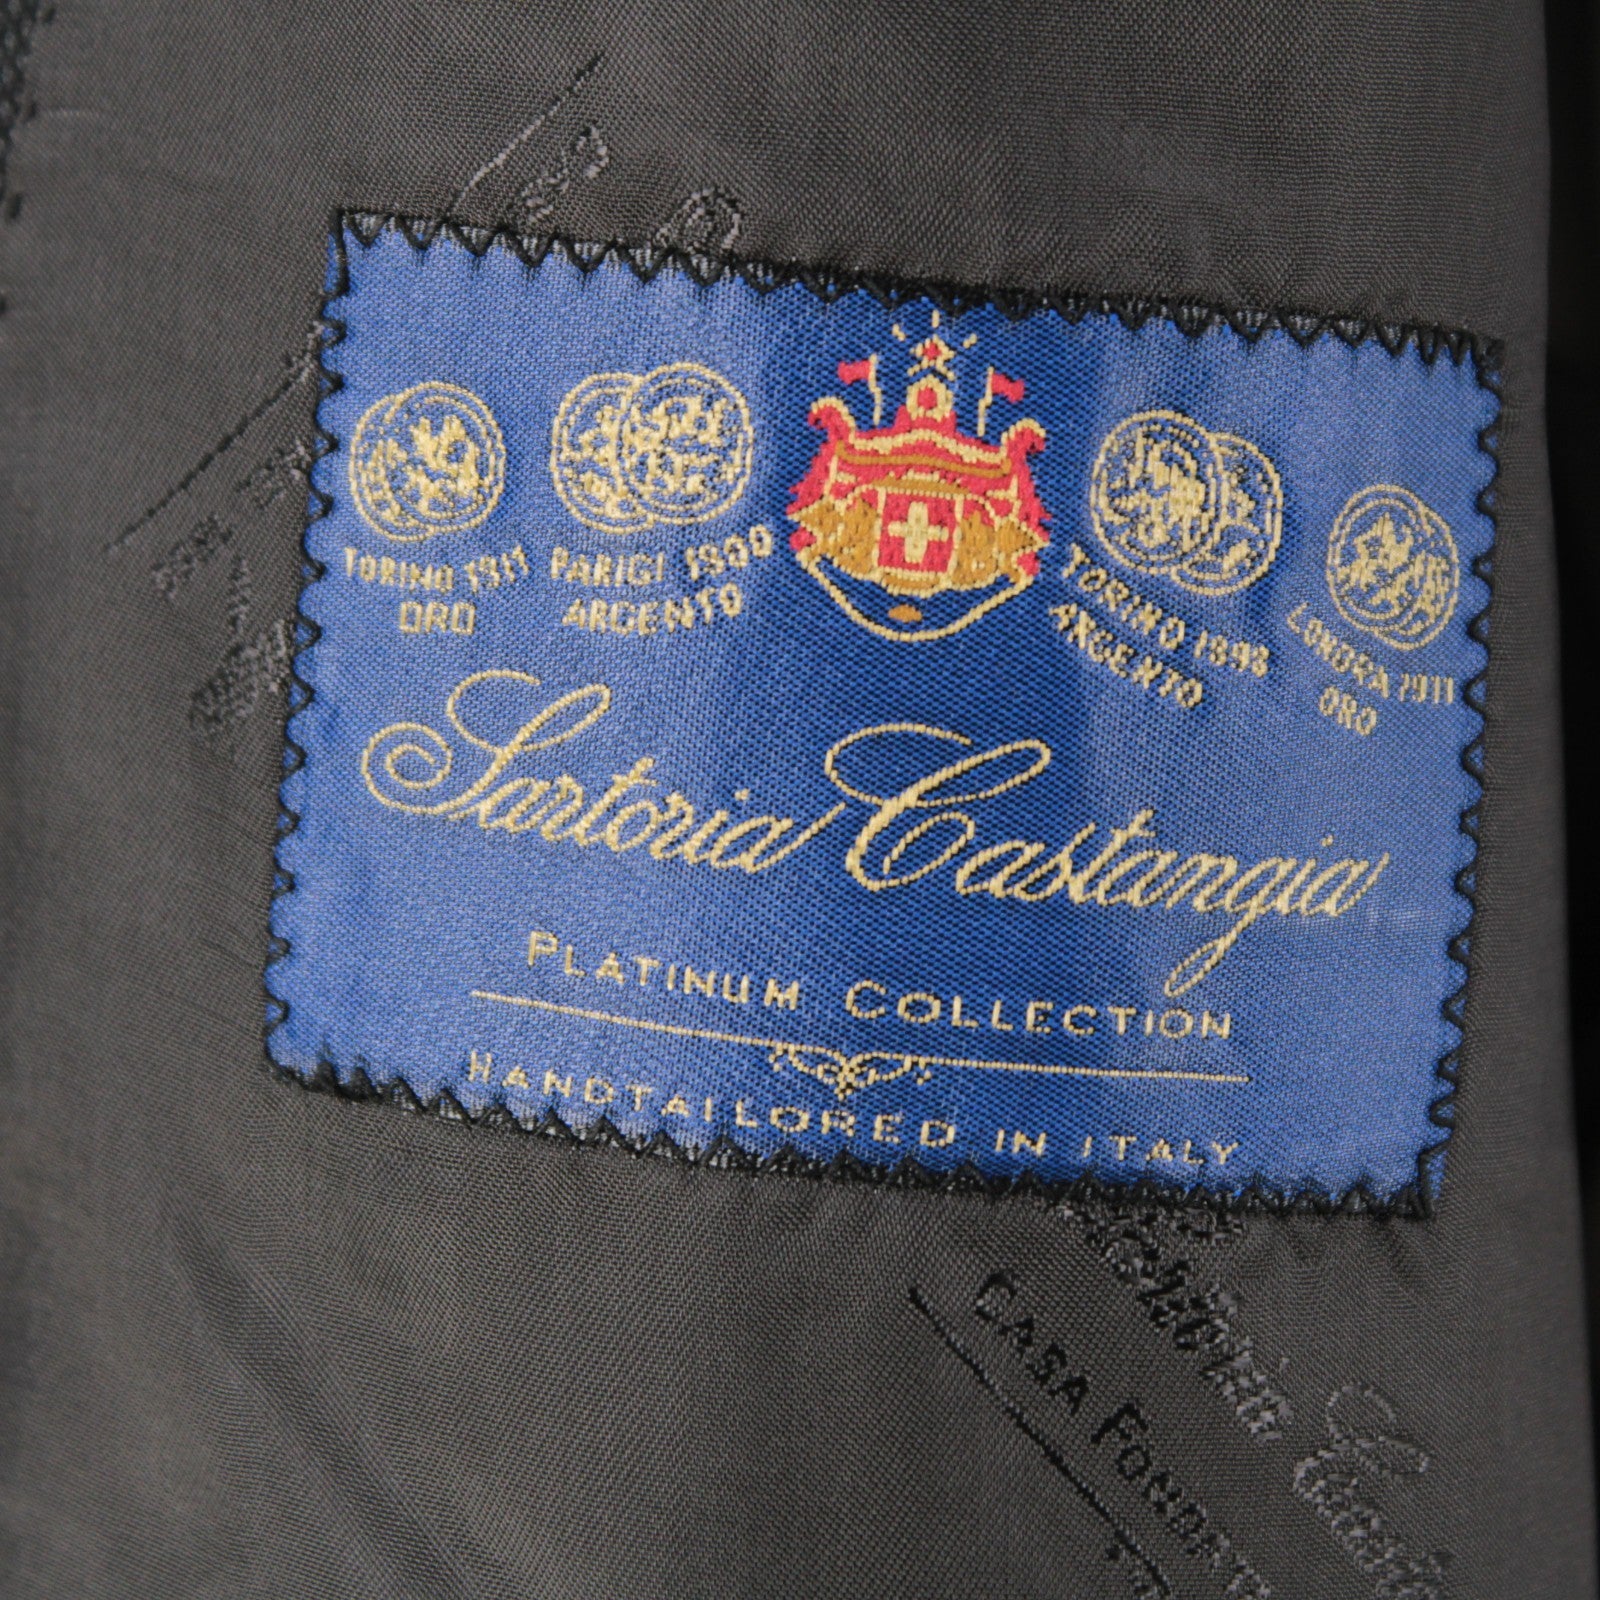 TORINO 1911
ORO
PARIGI 1900
ARGENTO
TORINO 1898
ARGENTO
LONDRA 1911
ORO
Sartoria Castangia
PLATINUM COLLECTION
HANDTAILORED IN ITALY
CASA